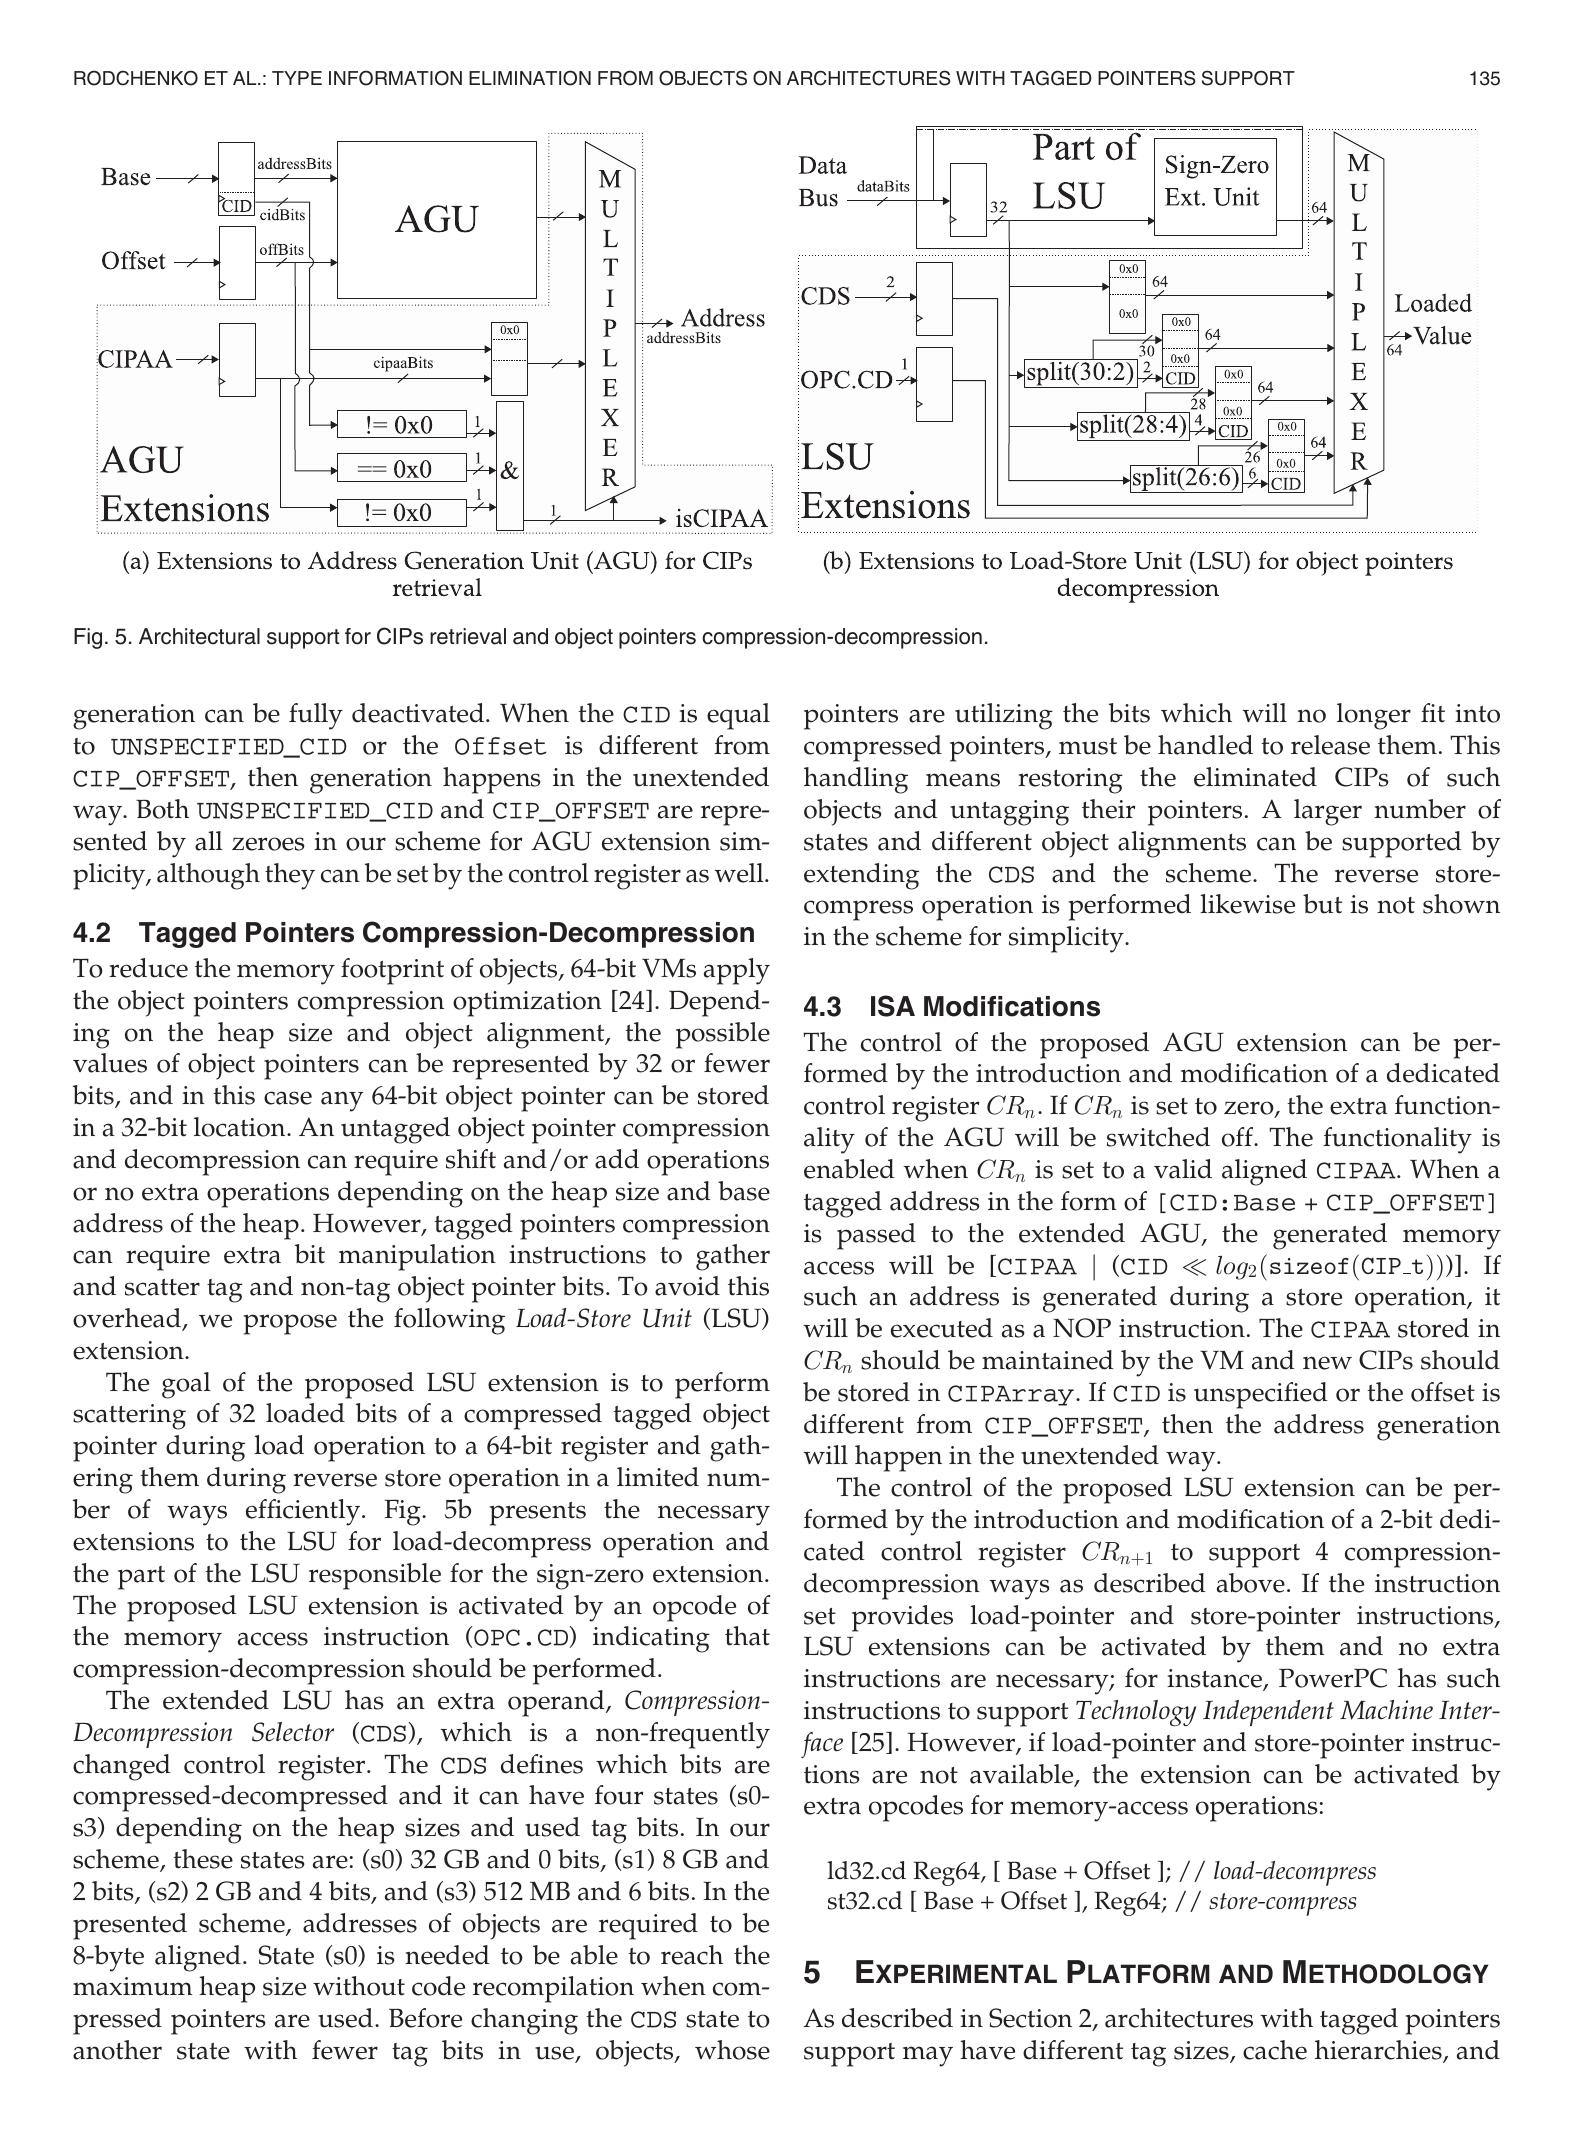 RODCHENKO ET AL.: TYPE INFORMATION ELIMINATION FROM OBJECTS ON ARCHITECTURES WITH TAGGED POINTERS SUPPORT 135
Base
CID
addressBits
cidBits
Offset
offBits
AGU
CIPAA
cipaaBits
0x0
!= 0x0
1
== 0x0
1
!= 0x0
1
&
1
AGU
Extensions
MULTIPLEXER
Address
addressBits
isCIPAA
(a) Extensions to Address Generation Unit (AGU) for CIPs
retrieval
Data
Bus
dataBits
32
Part of
LSU
Sign-Zero
Ext. Unit
64
CDS
2
OPC.CD
1
0x0
0x0
64
split(30:2)
30
2
0x0
0x0
CID
64
split(28:4)
28
4
0x0
0x0
CID
64
split(26:6)
26
6
0x0
0x0
CID
64
LSU
Extensions
MULTIPLEXER
Loaded
Value
64
(b) Extensions to Load-Store Unit (LSU) for object pointers
decompression
Fig. 5. Architectural support for CIPs retrieval and object pointers compression-decompression.
generation can be fully deactivated. When the CID is equal
to UNSPECIFIED_CID or the Offset is different from
CIP_OFFSET, then generation happens in the unextended
way. Both UNSPECIFIED_CID and CIP_OFFSET are repre-
sented by all zeroes in our scheme for AGU extension sim-
plicity, although they can be set by the control register as well.
4.2 Tagged Pointers Compression-Decompression
To reduce the memory footprint of objects, 64-bit VMs apply
the object pointers compression optimization [24]. Depend-
ing on the heap size and object alignment, the possible
values of object pointers can be represented by 32 or fewer
bits, and in this case any 64-bit object pointer can be stored
in a 32-bit location. An untagged object pointer compression
and decompression can require shift and/or add operations
or no extra operations depending on the heap size and base
address of the heap. However, tagged pointers compression
can require extra bit manipulation instructions to gather
and scatter tag and non-tag object pointer bits. To avoid this
overhead, we propose the following Load-Store Unit (LSU)
extension.
The goal of the proposed LSU extension is to perform
scattering of 32 loaded bits of a compressed tagged object
pointer during load operation to a 64-bit register and gath-
ering them during reverse store operation in a limited num-
ber of ways efficiently. Fig. 5b presents the necessary
extensions to the LSU for load-decompress operation and
the part of the LSU responsible for the sign-zero extension.
The proposed LSU extension is activated by an opcode of
the memory access instruction (OPC.CD) indicating that
compression-decompression should be performed.
The extended LSU has an extra operand, Compression-
Decompression Selector (CDS), which is a non-frequently
changed control register. The CDS defines which bits are
compressed-decompressed and it can have four states (s0-
s3) depending on the heap sizes and used tag bits. In our
scheme, these states are: (s0) 32 GB and 0 bits, (s1) 8 GB and
2 bits, (s2) 2 GB and 4 bits, and (s3) 512 MB and 6 bits. In the
presented scheme, addresses of objects are required to be
8-byte aligned. State (s0) is needed to be able to reach the
maximum heap size without code recompilation when com-
pressed pointers are used. Before changing the CDS state to
another state with fewer tag bits in use, objects, whose
pointers are utilizing the bits which will no longer fit into
compressed pointers, must be handled to release them. This
handling means restoring the eliminated CIPs of such
objects and untagging their pointers. A larger number of
states and different object alignments can be supported by
extending the CDS and the scheme. The reverse store-
compress operation is performed likewise but is not shown
in the scheme for simplicity.
4.3 ISA Modifications
The control of the proposed AGU extension can be per-
formed by the introduction and modification of a dedicated
control register CRn. If CRn is set to zero, the extra function-
ality of the AGU will be switched off. The functionality is
enabled when CRn is set to a valid aligned CIPAA. When a
tagged address in the form of [CID:Base + CIP_OFFSET]
is passed to the extended AGU, the generated memory
access will be [CIPAA | (CID ≪ log2(sizeof(CIP_t)))]. If
such an address is generated during a store operation, it
will be executed as a NOP instruction. The CIPAA stored in
CRn should be maintained by the VM and new CIPs should
be stored in CIPArray. If CID is unspecified or the offset is
different from CIP_OFFSET, then the address generation
will happen in the unextended way.
The control of the proposed LSU extension can be per-
formed by the introduction and modification of a 2-bit dedi-
cated control register CRn+1 to support 4 compression-
decompression ways as described above. If the instruction
set provides load-pointer and store-pointer instructions,
LSU extensions can be activated by them and no extra
instructions are necessary; for instance, PowerPC has such
instructions to support Technology Independent Machine Inter-
face [25]. However, if load-pointer and store-pointer instruc-
tions are not available, the extension can be activated by
extra opcodes for memory-access operations:
ld32.cd Reg64, [ Base + Offset ]; // load-decompress
st32.cd [ Base + Offset ], Reg64; // store-compress
5 EXPERIMENTAL PLATFORM AND METHODOLOGY
As described in Section 2, architectures with tagged pointers
support may have different tag sizes, cache hierarchies, and